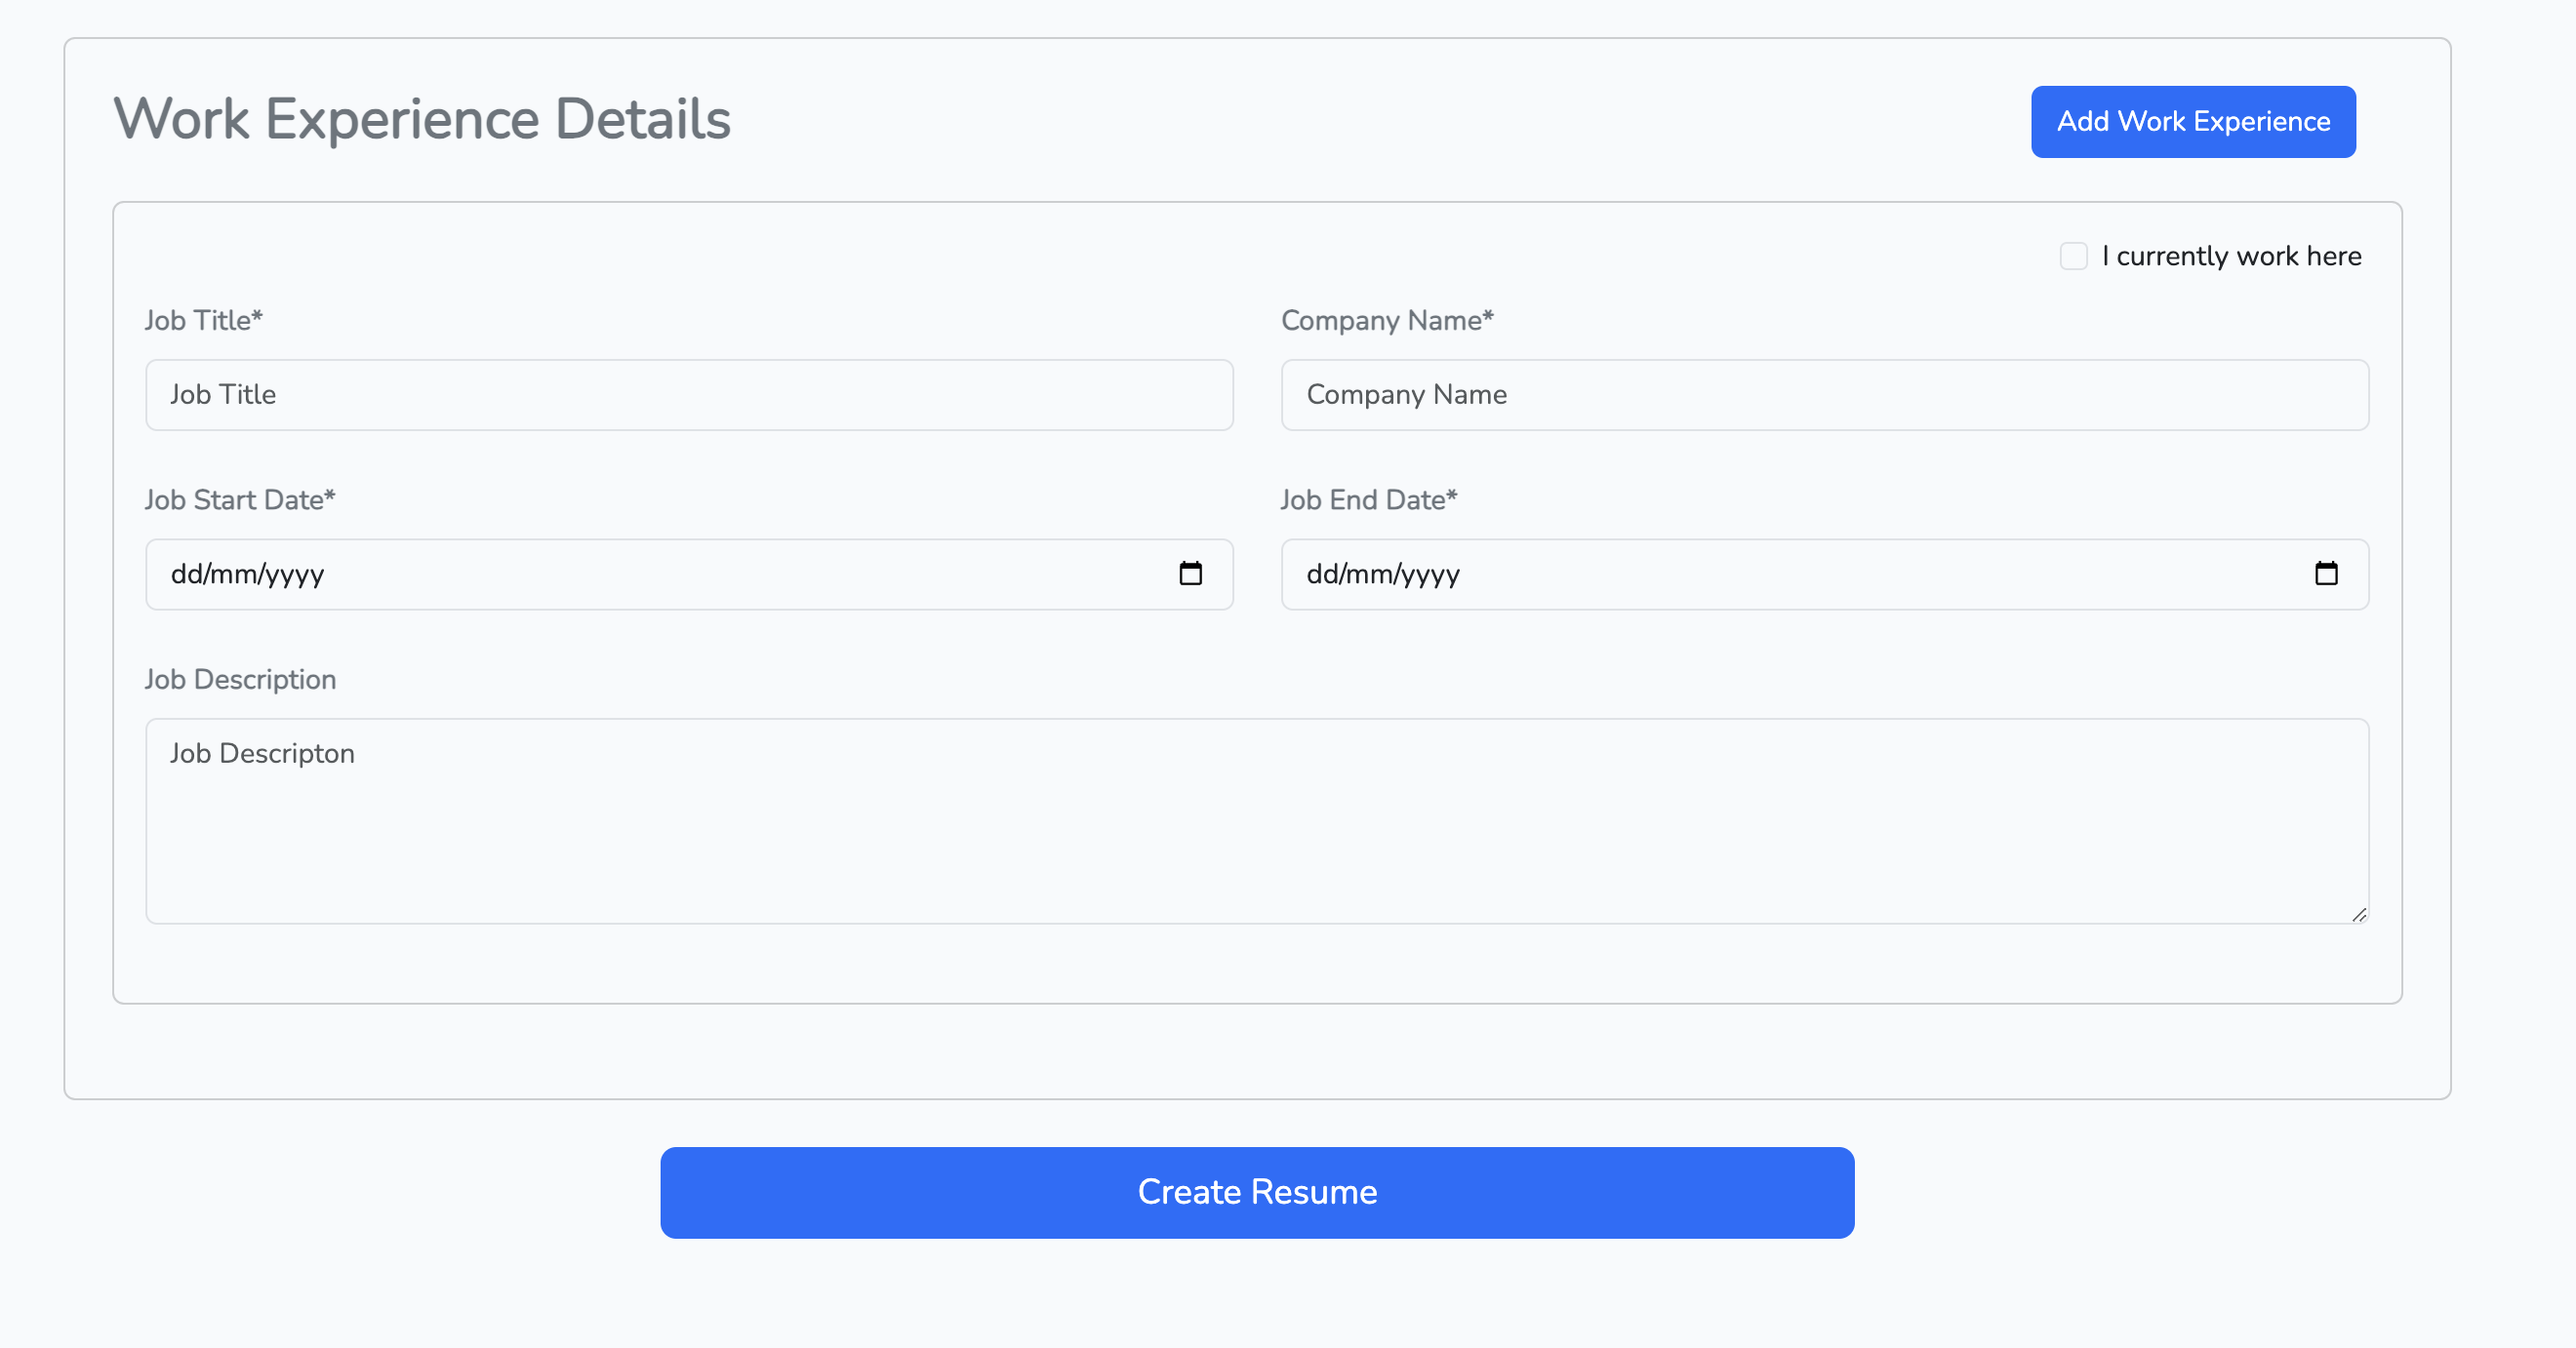 Work Experience Details
Add Work Experience
I currently work here
Job Title*
Company Name*
Job Title
Company Name
Job Start Date*
Job End Date*
dd/mm/yyyy
dd/mm/yyyy
Job Description
Job Descripton
Create Resume